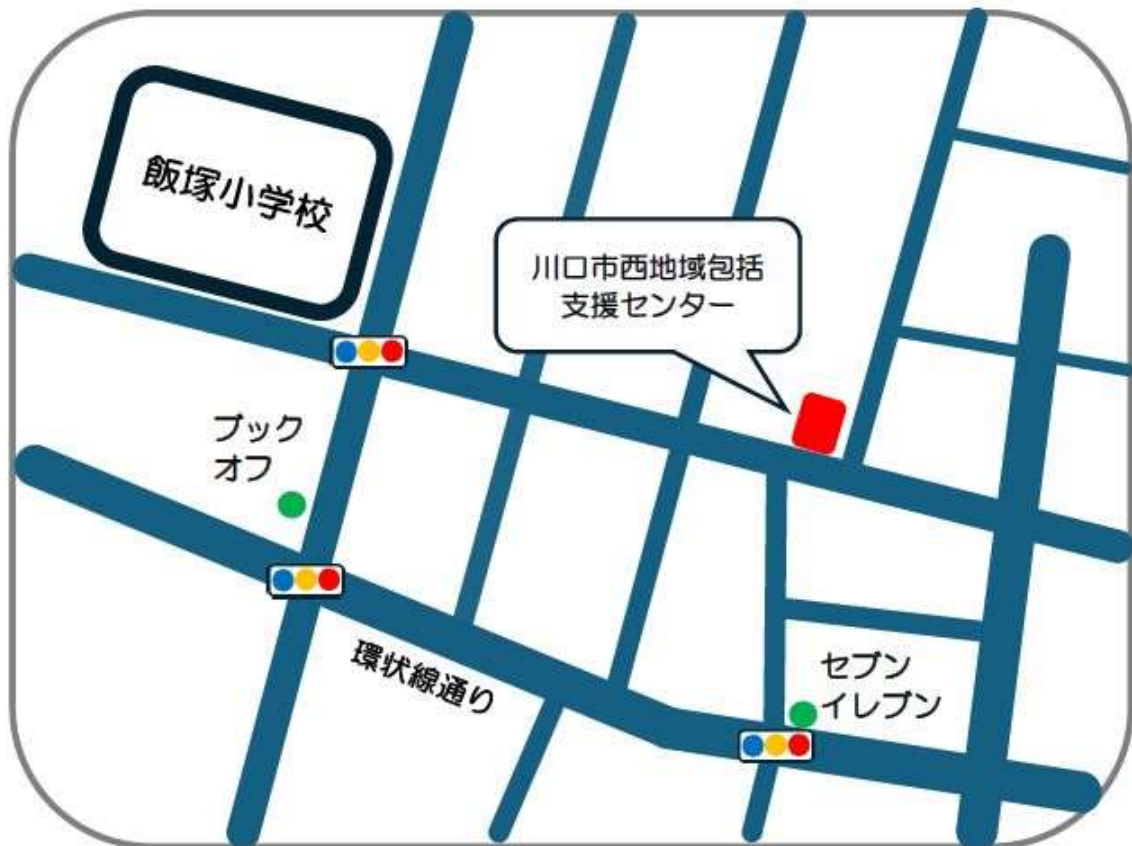 飯塚小学校
川口市西地域包括
支援センター
ブック
オフ
環状線通り
セブン
イレブン